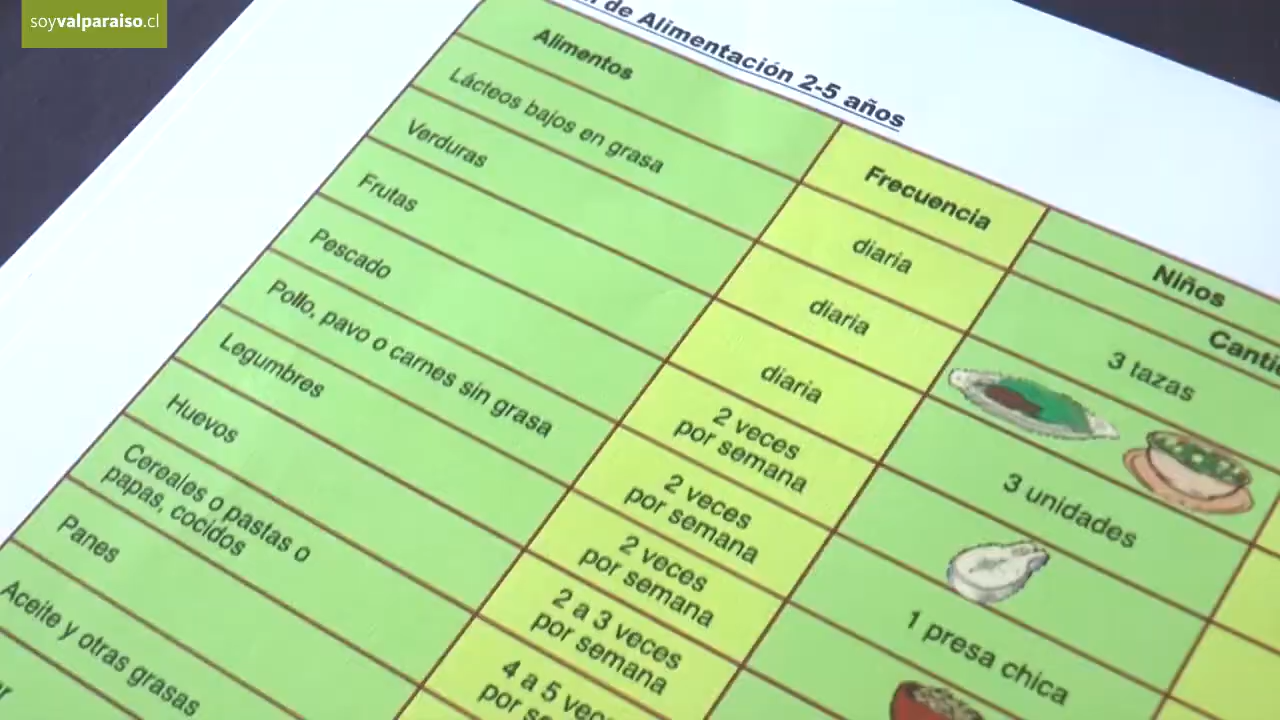 soyvalparaiso.cl
de Alimentación 2-5 años
Alimentos
Frecuencia
Niños
Lácteos bajos en grasa
diaria
3 tazas
Verduras
diaria
Frutas
diaria
3 unidades
Pescado
2 veces
por semana
1 presa chica
Pollo, pavo o carnes sin grasa
2 veces
por semana
Legumbres
2 veces
por semana
Huevos
2 a 3 veces
por semana
Cereales o pastas o
papas, cocidos
4 a 5
por
Panes
Aceite y otras grasas